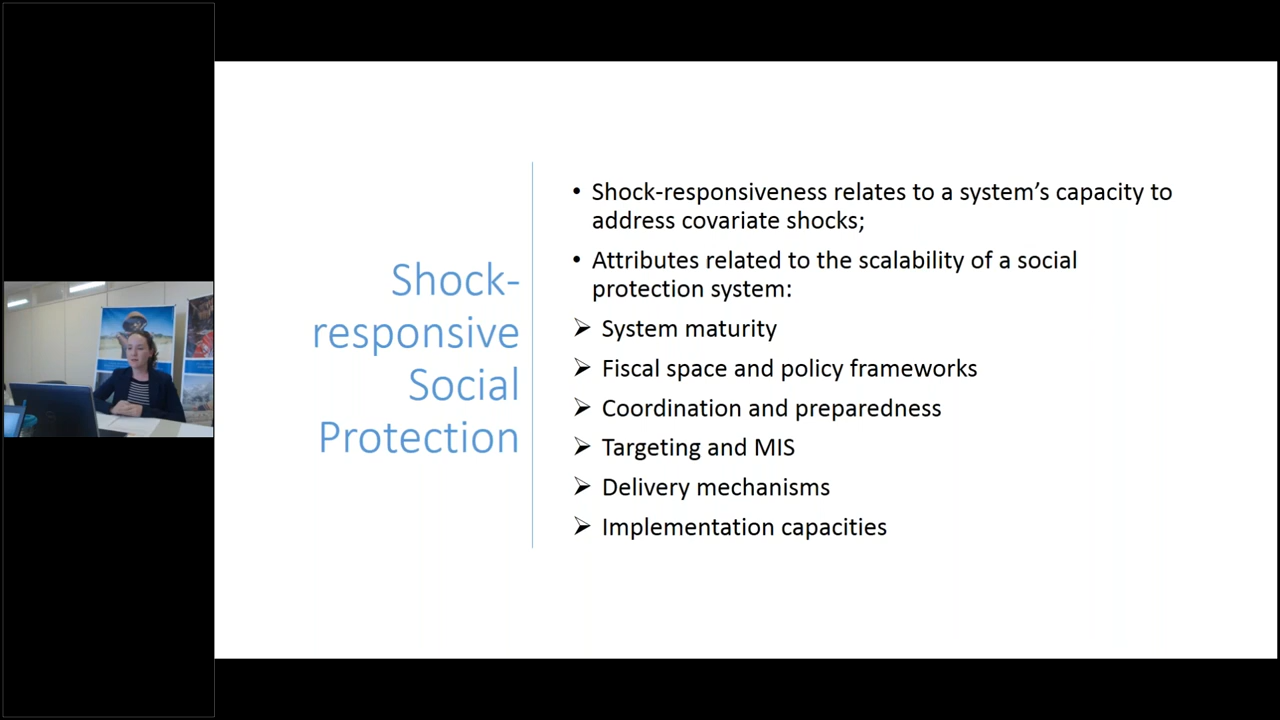 Shock-
responsive
Social
Protection
• Shock-responsiveness relates to a system’s capacity to
address covariate shocks;
• Attributes related to the scalability of a social
protection system:
➢ System maturity
➢ Fiscal space and policy frameworks
➢ Coordination and preparedness
➢ Targeting and MIS
➢ Delivery mechanisms
➢ Implementation capacities